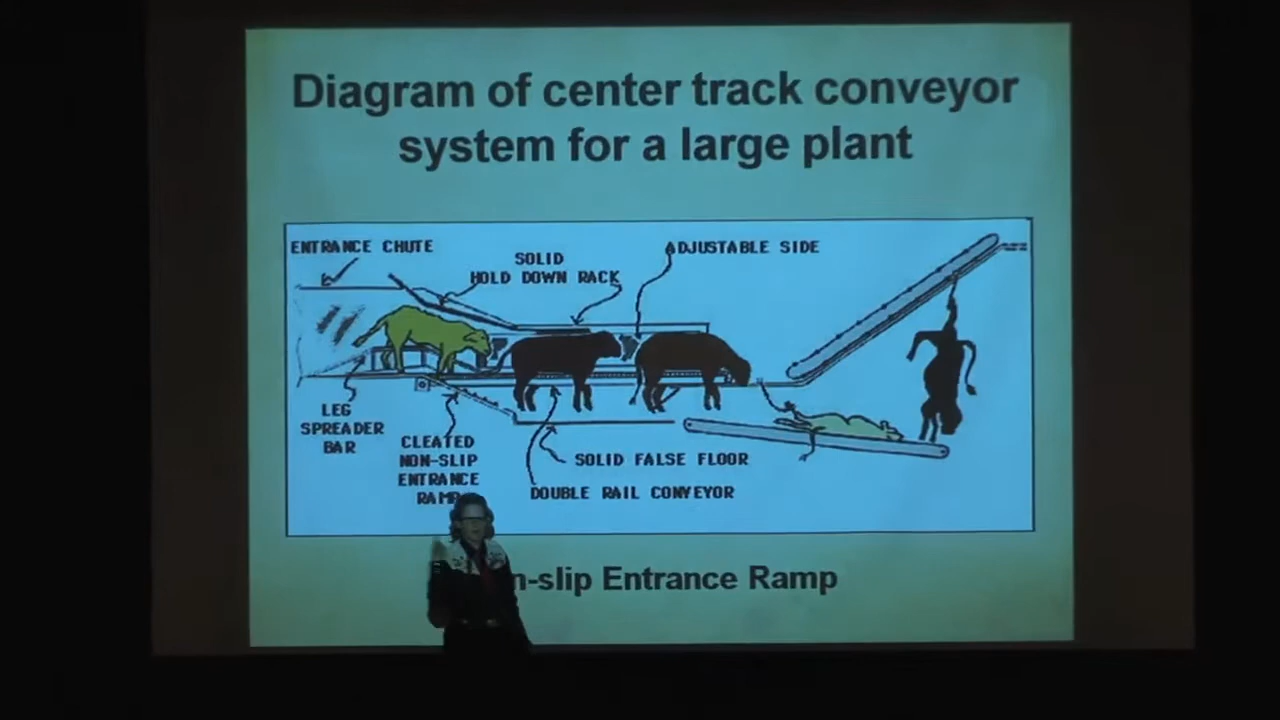 Diagram of center track conveyor
system for a large plant
ENTRANCE CHUTE
SOLID
HOLD DOWN RACK
ADJUSTABLE SIDE
LEG
SPREADER
BAR
CLEATED
NON-SLIP
ENTRANCE
RAMP
SOLID FALSE FLOOR
DOUBLE RAIL CONVEYOR
n-slip Entrance Ramp